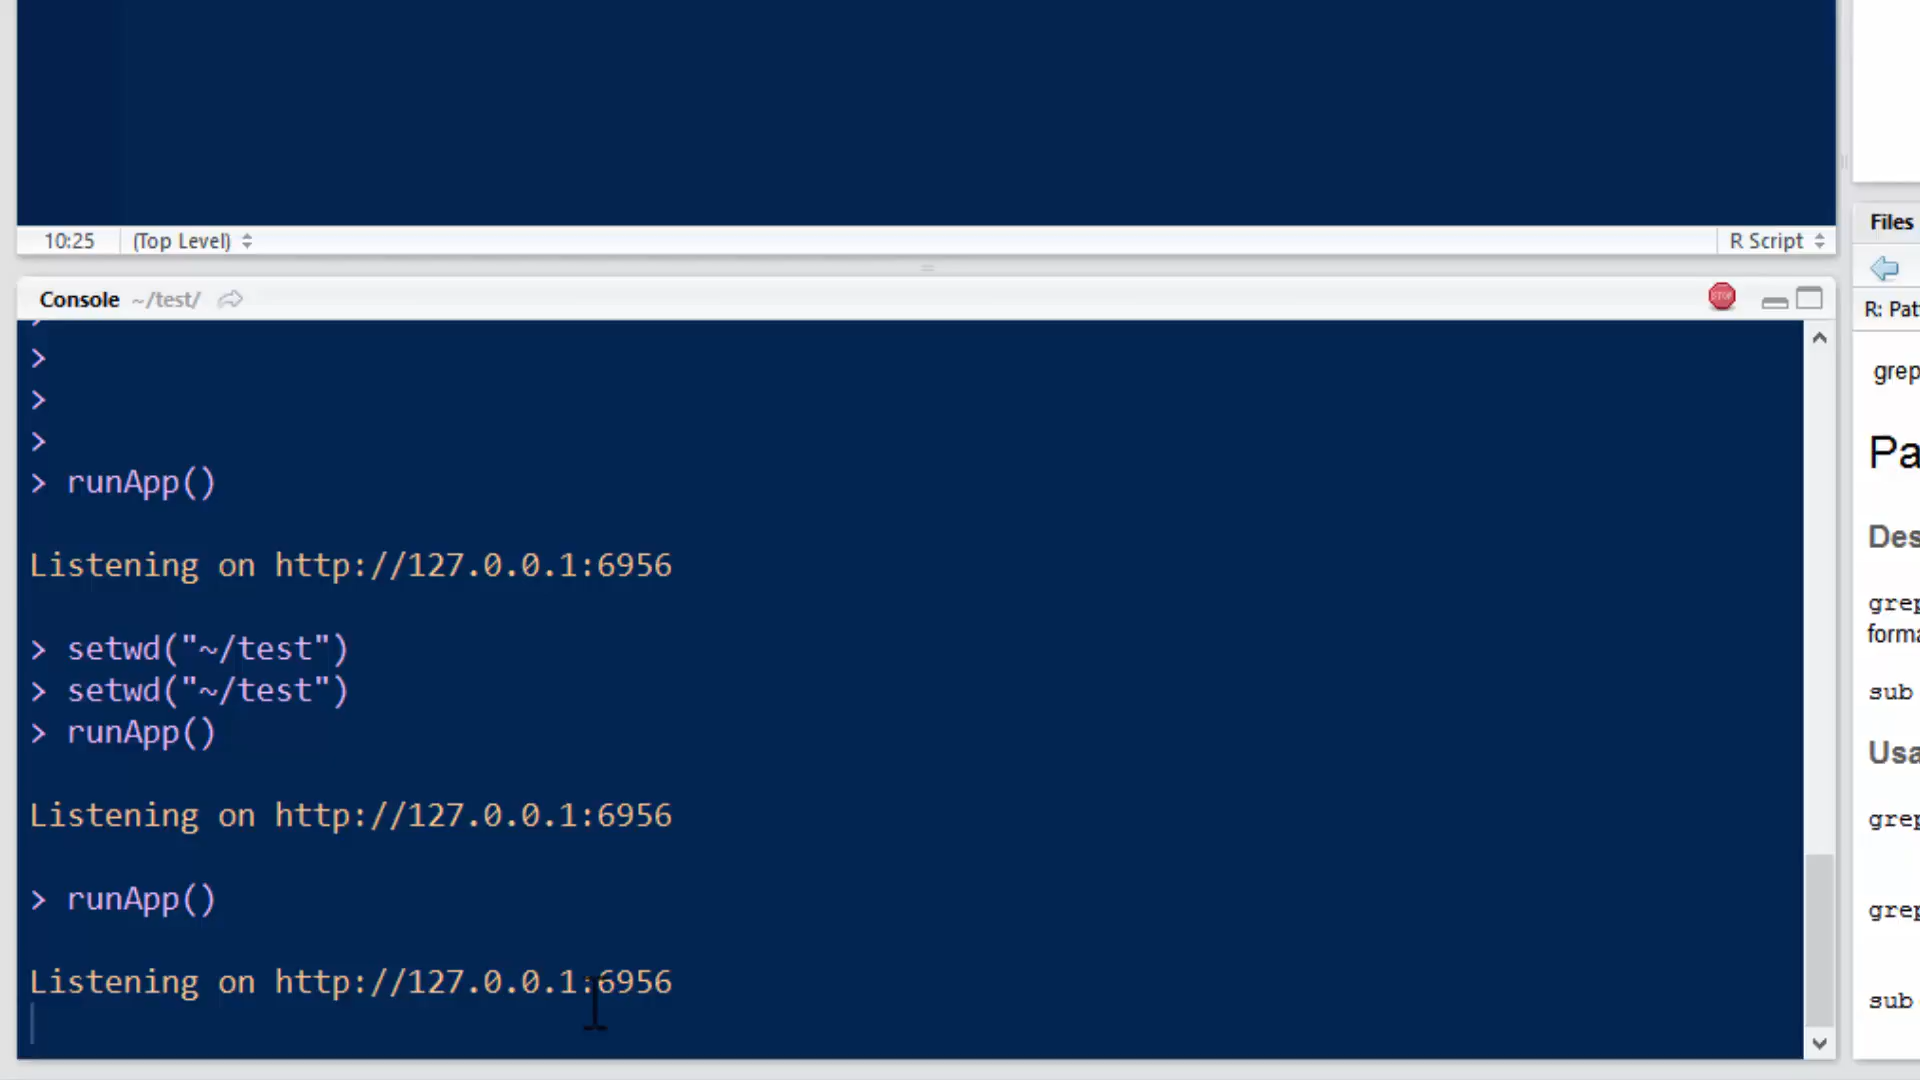 10:25 (Top Level) R Script
Console ~/test/
STOP
>
>
>
> runApp()
Listening on http://127.0.0.1:6956
> setwd("~/test")
> setwd("~/test")
> runApp()
Listening on http://127.0.0.1:6956
> runApp()
Listening on http://127.0.0.1:6956
Files
R: Pat
grep
Pa
Des
grep
forma
sub
Usa
grep
grep
sub